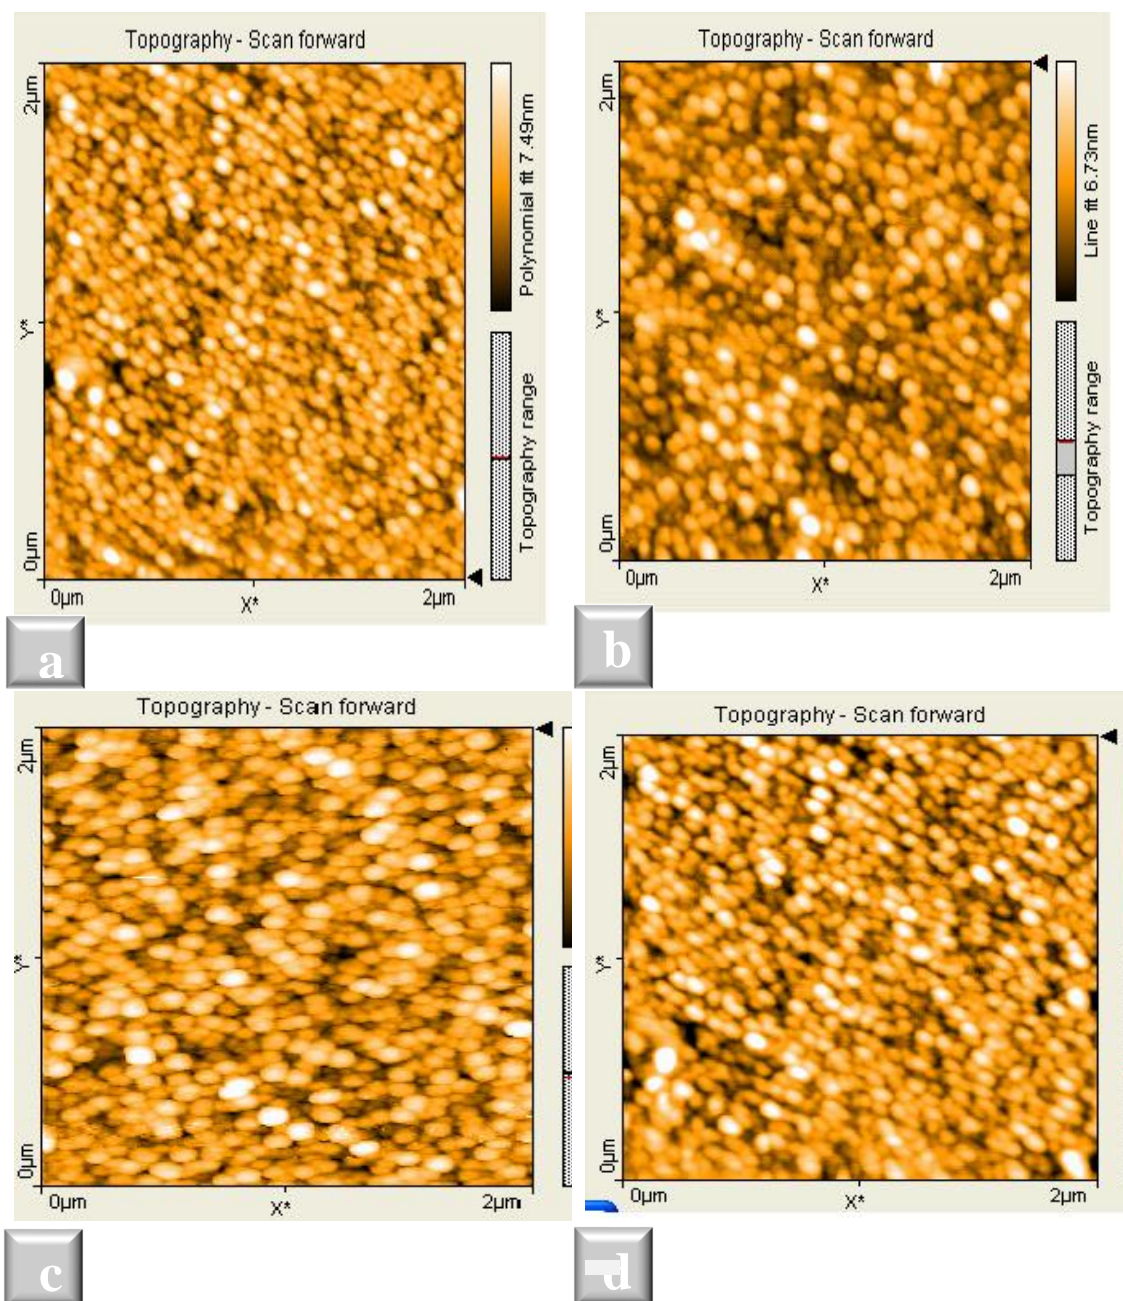 Topography - Scan forward
2µm
Polynomial fit 7.49nm
Y*
Topography range
0µm
0µm
X*
2µm
a
Topography - Scan forward
2µm
Line fit 6.73nm
Y*
Topography range
0µm
0µm
X*
2µm
b
Topography - Scan forward
2µm
Y*
0µm
0µm
X*
2µm
c
Topography - Scan forward
2µm
Y*
0µm
0µm
X*
2µm
d